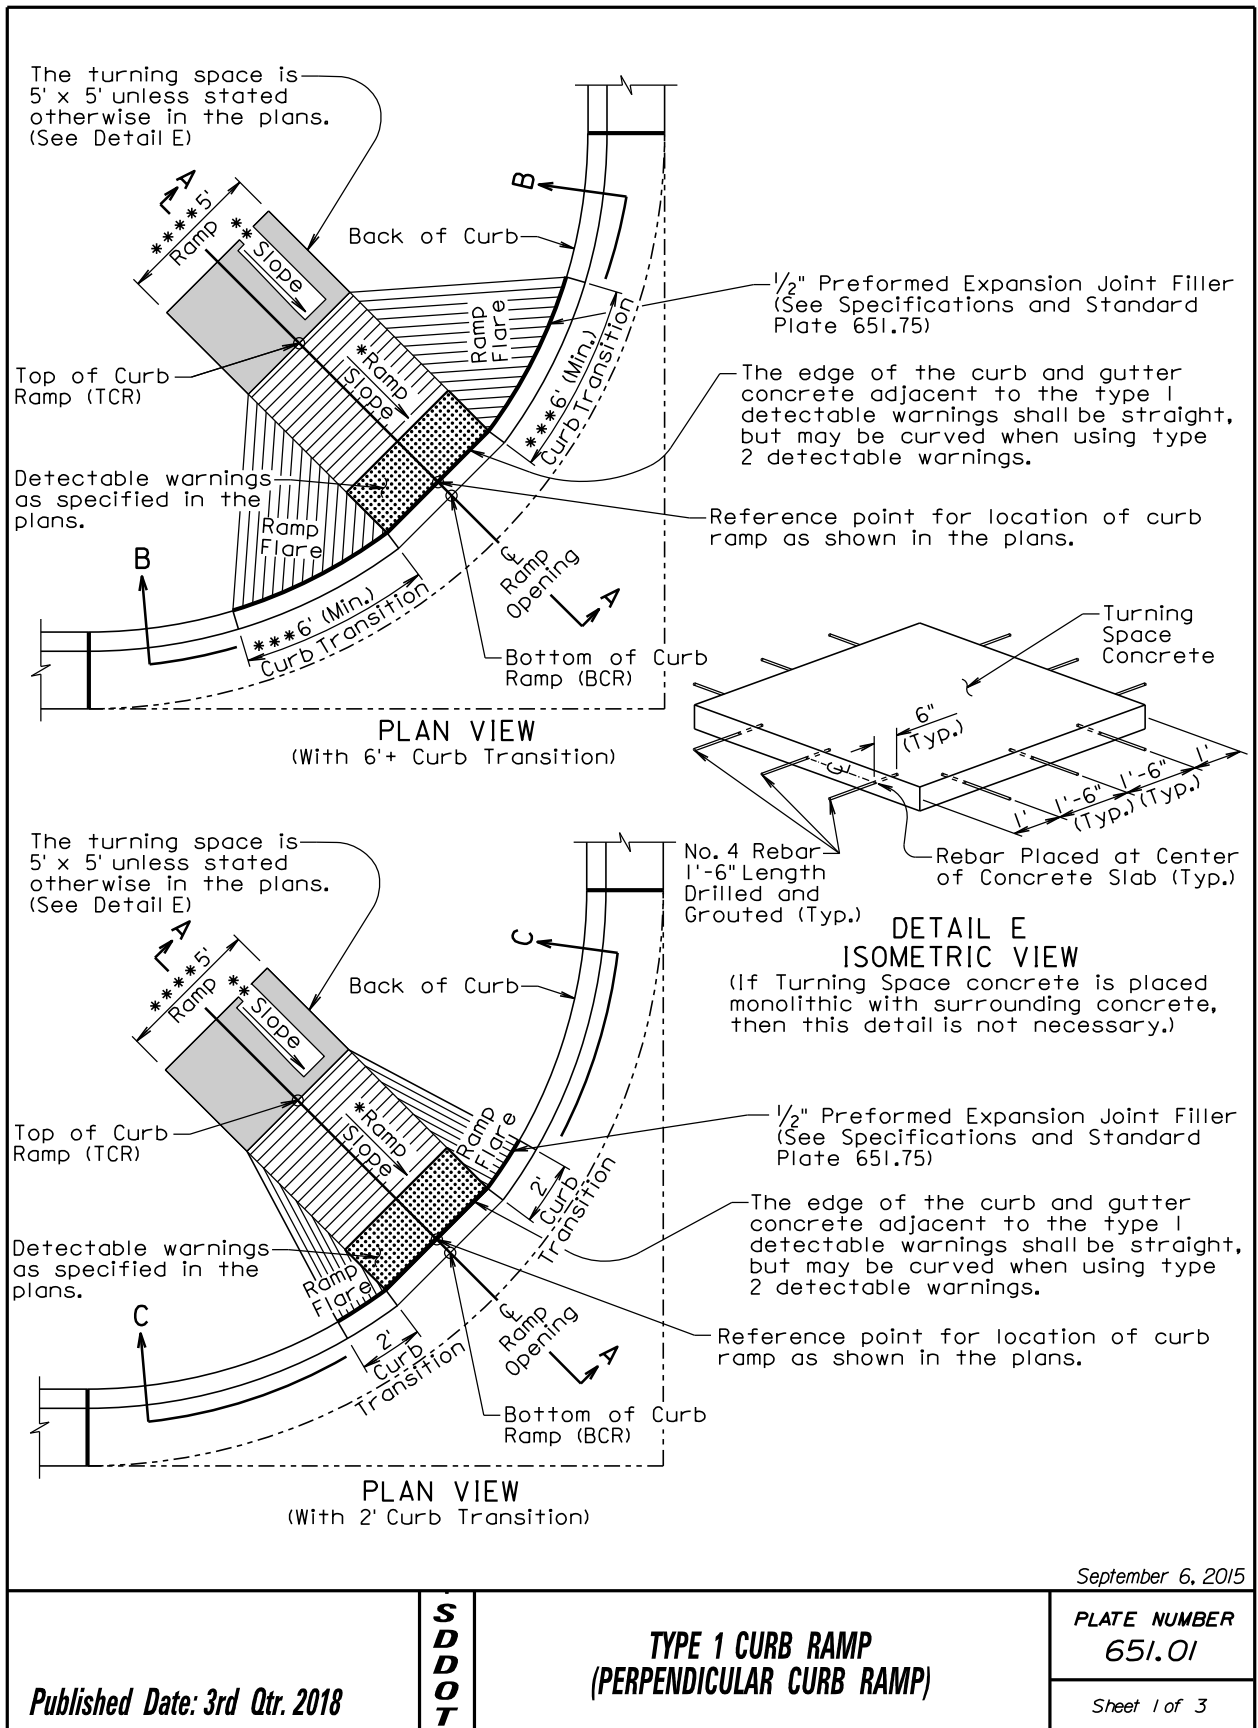 The turning space is
5' x 5' unless stated
otherwise in the plans.
(See Detail E)
A
****5'
Ramp
**
Slope
B
Back of Curb
Ramp
Flare
1/2" Preformed Expansion Joint Filler
(See Specifications and Standard
Plate 651.75)
*Ramp
Slope
***6' (Min.)
Curb Transition
Top of Curb
Ramp (TCR)
The edge of the curb and gutter
concrete adjacent to the type 1
detectable warnings shall be straight,
but may be curved when using type
2 detectable warnings.
Detectable warnings
as specified in the
plans.
Ramp
Flare
Reference point for location of curb
ramp as shown in the plans.
B
℄
Ramp
Opening
A
***6' (Min.)
Curb Transition
Bottom of Curb
Ramp (BCR)
PLAN VIEW
(With 6'+ Curb Transition)
Turning
Space
Concrete
6"
(Typ.)
3"
1'
1'-6"
(Typ.)
1'-6"
(Typ.)
1'
No. 4 Rebar
1'-6" Length
Drilled and
Grouted (Typ.)
Rebar Placed at Center
of Concrete Slab (Typ.)
DETAIL E
ISOMETRIC VIEW
(If Turning Space concrete is placed
monolithic with surrounding concrete,
then this detail is not necessary.)
The turning space is
5' x 5' unless stated
otherwise in the plans.
(See Detail E)
A
****5'
Ramp
**
Slope
C
Back of Curb
*Ramp
Slope
Ramp
Flare
1/2" Preformed Expansion Joint Filler
(See Specifications and Standard
Plate 651.75)
Top of Curb
Ramp (TCR)
2'
Curb
Transition
The edge of the curb and gutter
concrete adjacent to the type 1
detectable warnings shall be straight,
but may be curved when using type
2 detectable warnings.
Detectable warnings
as specified in the
plans.
Ramp
Flare
C
℄
Ramp
Opening
A
Reference point for location of curb
ramp as shown in the plans.
2'
Curb
Transition
Bottom of Curb
Ramp (BCR)
PLAN VIEW
(With 2' Curb Transition)
September 6, 2015
Published Date: 3rd Qtr. 2018
SDDOT
TYPE 1 CURB RAMP
(PERPENDICULAR CURB RAMP)
PLATE NUMBER
651.01
Sheet 1 of 3